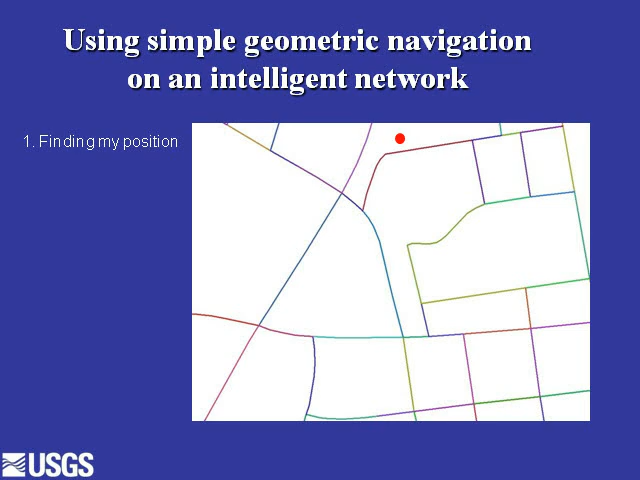 Using simple geometric navigation
on an intelligent network
1. Finding my position
USGS